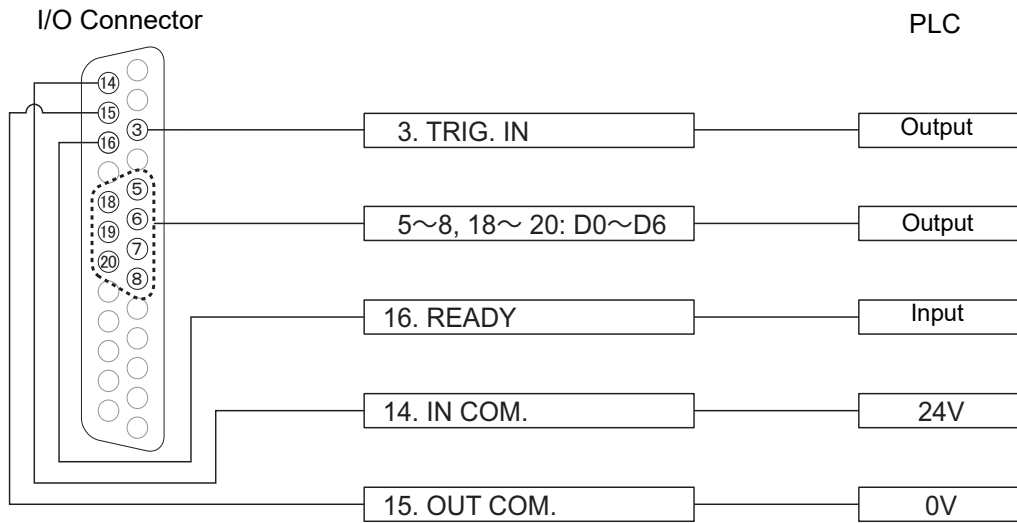 I/O Connector PLC
14
15
3 3. TRIG. IN Output
16
5
18
6 5～8, 18～ 20: D0～D6 Output
19
7
20
8
16. READY Input
14. IN COM. 24V
15. OUT COM. 0V